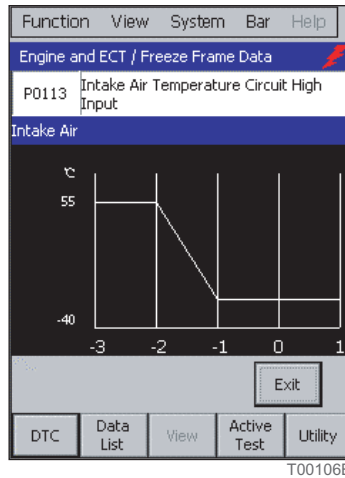 Function View System Bar Help
Engine and ECT / Freeze Frame Data
P0113 Intake Air Temperature Circuit High
Input
Intake Air
℃
55
-40
-3 -2 -1 0 1
Exit
DTC Data List View Active Test Utility
T00106E